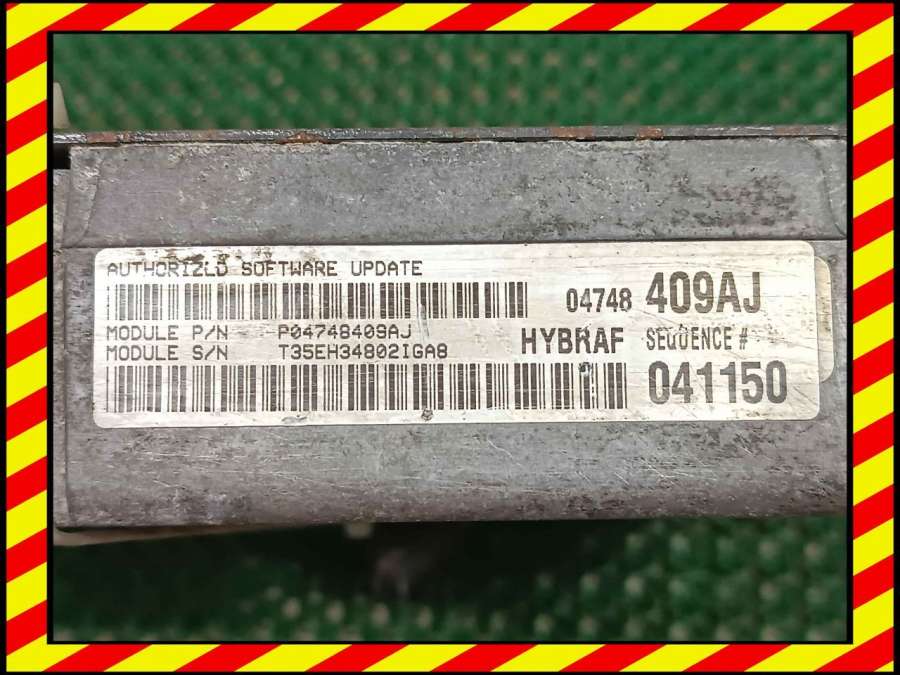 AUTHORIZED SOFTWARE UPDATE
04748 409AJ
MODULE P/N P04748409AJ
MODULE S/N T35EH34802IGA8
HYBRAF SEQUENCE #
041150